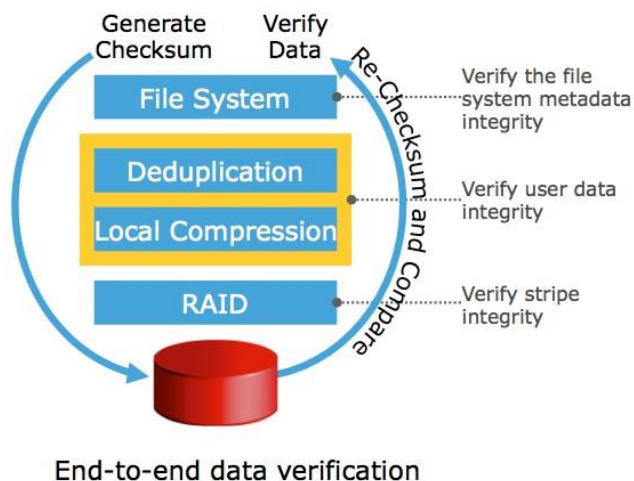 Generate
Checksum
Verify
Data
File System
Deduplication
Local Compression
RAID
Re-Checksum and Compare
Verify the file
system metadata
integrity
Verify user data
integrity
Verify stripe
integrity
End-to-end data verification